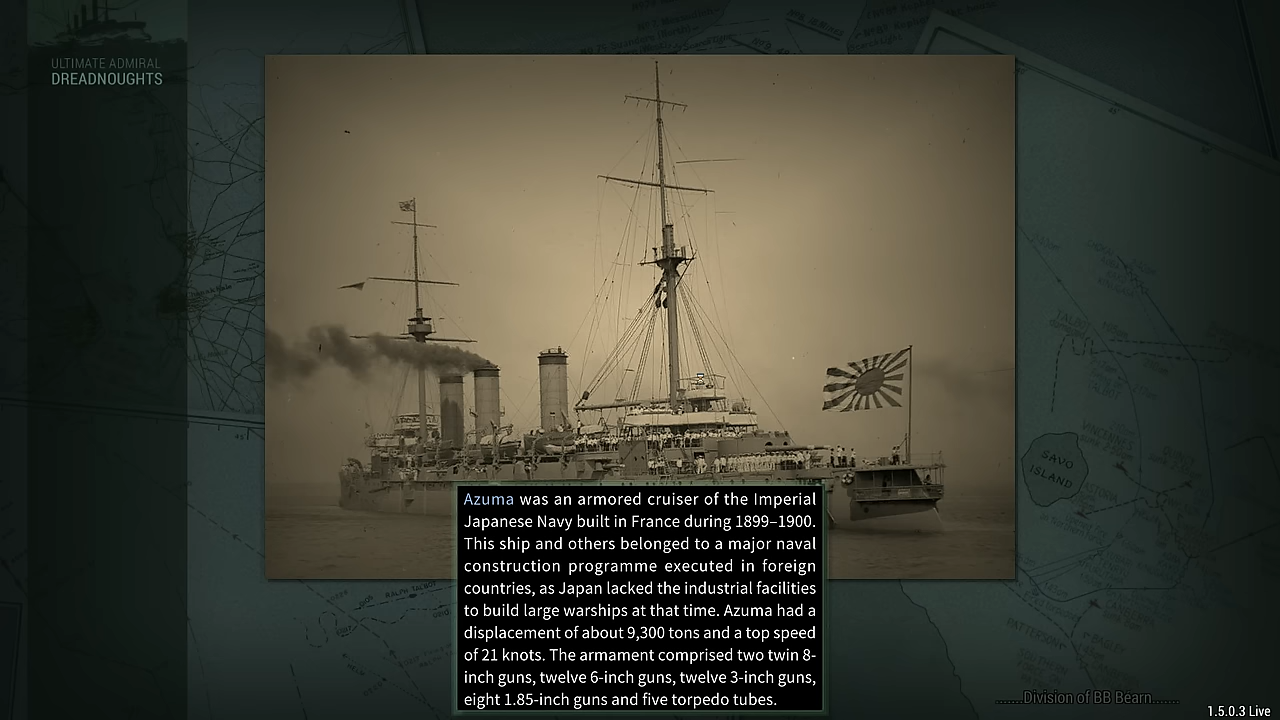 ULTIMATE ADMIRAL
DREADNOUGHTS
SAVO
ISLAND
Azuma was an armored cruiser of the Imperial
Japanese Navy built in France during 1899–1900.
This ship and others belonged to a major naval
construction programme executed in foreign
countries, as Japan lacked the industrial facilities
to build large warships at that time. Azuma had a
displacement of about 9,300 tons and a top speed
of 21 knots. The armament comprised two twin 8-
inch guns, twelve 6-inch guns, twelve 3-inch guns,
eight 1.85-inch guns and five torpedo tubes.
RALPH TALBOT
PATTERSON
BAGLEY
.......Division of BB Béarn.......
1.5.0.3 Live